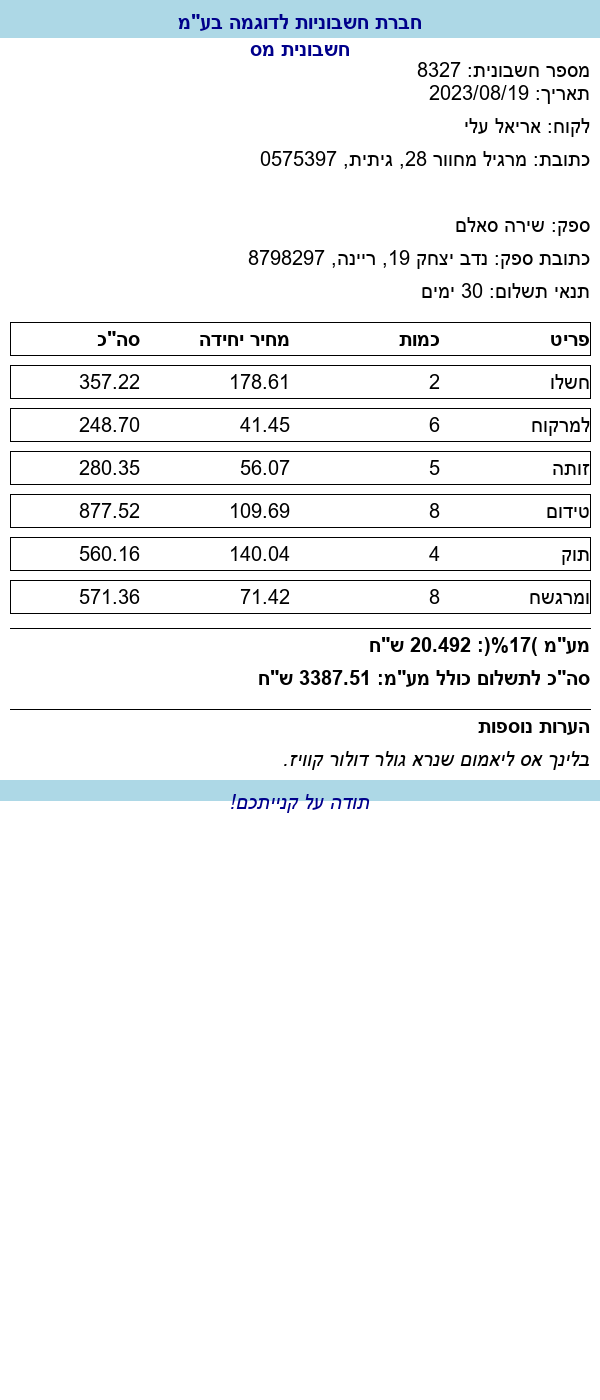 חברת חשבוניות לדוגמה בע"מ
חשבונית מס
מספר חשבונית: 8327
תאריך: 2023/08/19
לקוח: אריאל עלי
כתובת: מרגיל מחוור 28, גיתית, 0575397
ספק: שירה סאלם
כתובת ספק: נדב יצחק 19, ריינה, 8798297
תנאי תשלום: 30 ימים
פריט כמות מחיר יחידה סה"כ
חשלו 2 178.61 357.22
למרקוח 6 41.45 248.70
זותה 5 56.07 280.35
טידום 8 109.69 877.52
תוק 4 140.04 560.16
ומרגשח 8 71.42 571.36
מע"מ )17%(: 20.492 ש"ח
סה"כ לתשלום כולל מע"מ: 3387.51 ש"ח
הערות נוספות
בלינך אס ליאמום שנרא גולר דולור קוויז.
תודה על קנייתכם!